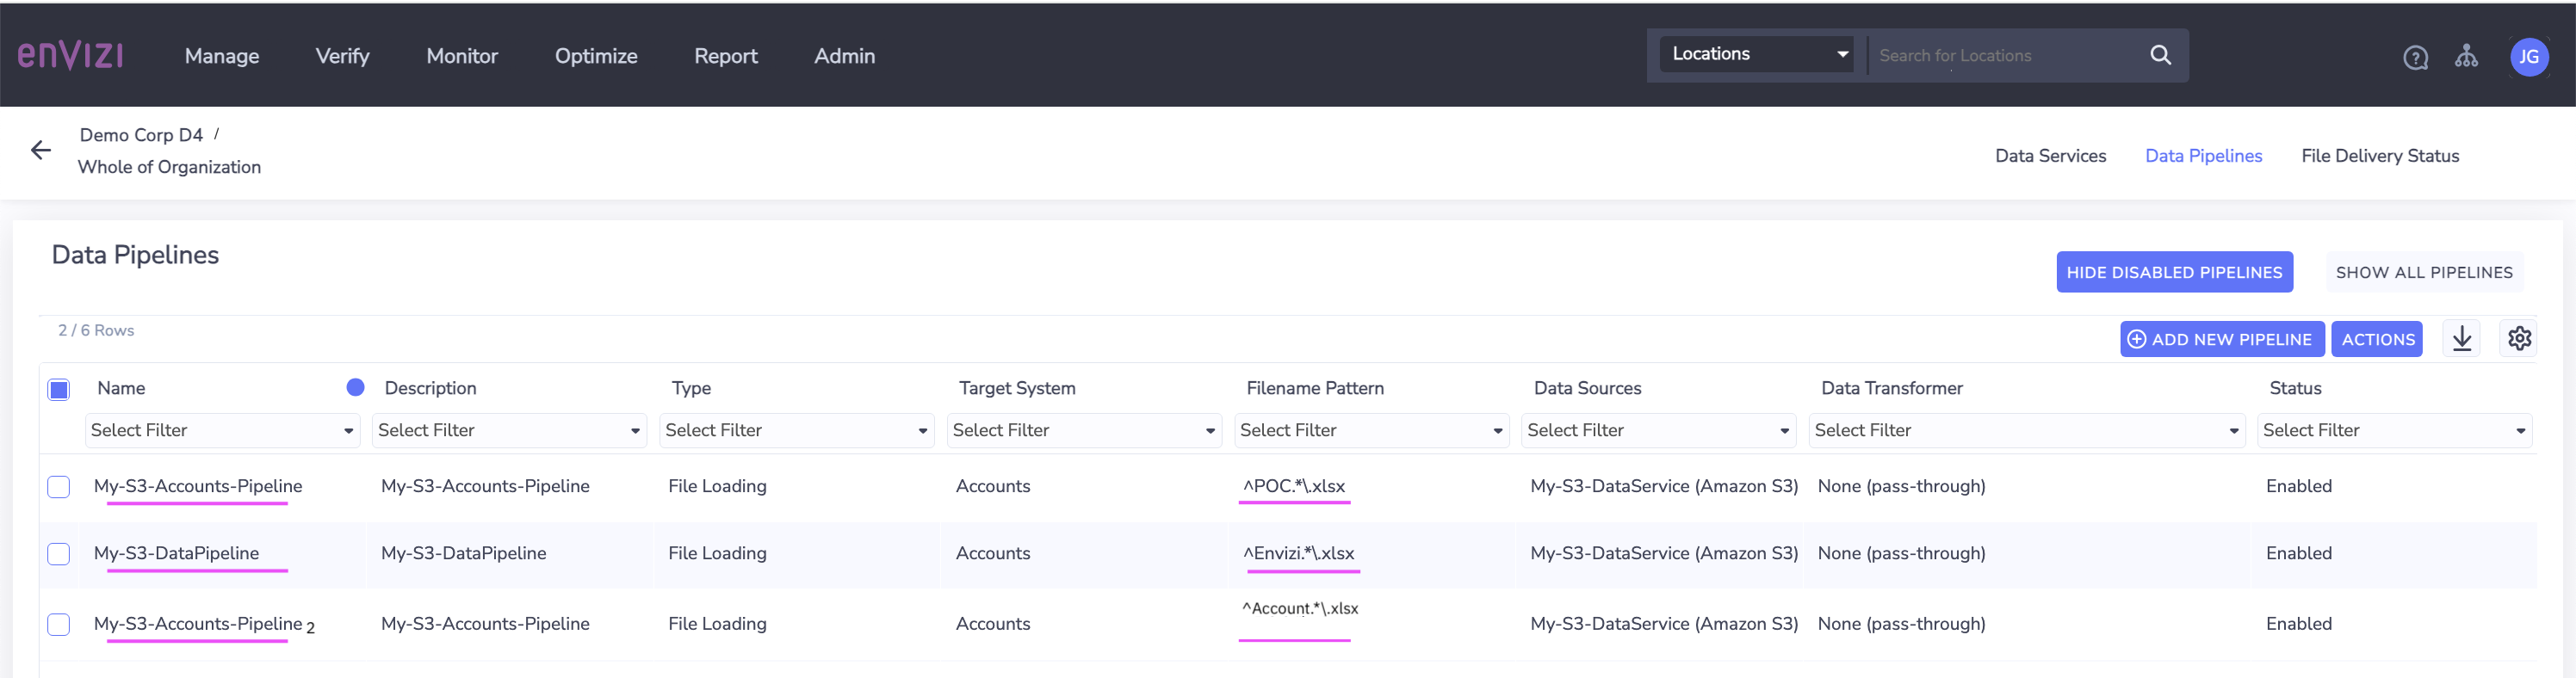 enVizi Manage Verify Monitor Optimize Report Admin Locations Search for Locations JG
Demo Corp D4 /
Whole of Organization
Data Services Data Pipelines File Delivery Status
Data Pipelines
HIDE DISABLED PIPELINES SHOW ALL PIPELINES
2 / 6 Rows
ADD NEW PIPELINE ACTIONS
Name Description Type Target System Filename Pattern Data Sources Data Transformer Status
Select Filter Select Filter Select Filter Select Filter Select Filter Select Filter Select Filter Select Filter
My-S3-Accounts-Pipeline My-S3-Accounts-Pipeline File Loading Accounts ^POC.*\.xlsx My-S3-DataService (Amazon S3) None (pass-through) Enabled
My-S3-DataPipeline My-S3-DataPipeline File Loading Accounts ^Envizi.*\.xlsx My-S3-DataService (Amazon S3) None (pass-through) Enabled
My-S3-Accounts-Pipeline 2 My-S3-Accounts-Pipeline File Loading Accounts ^Account.*\.xlsx My-S3-DataService (Amazon S3) None (pass-through) Enabled